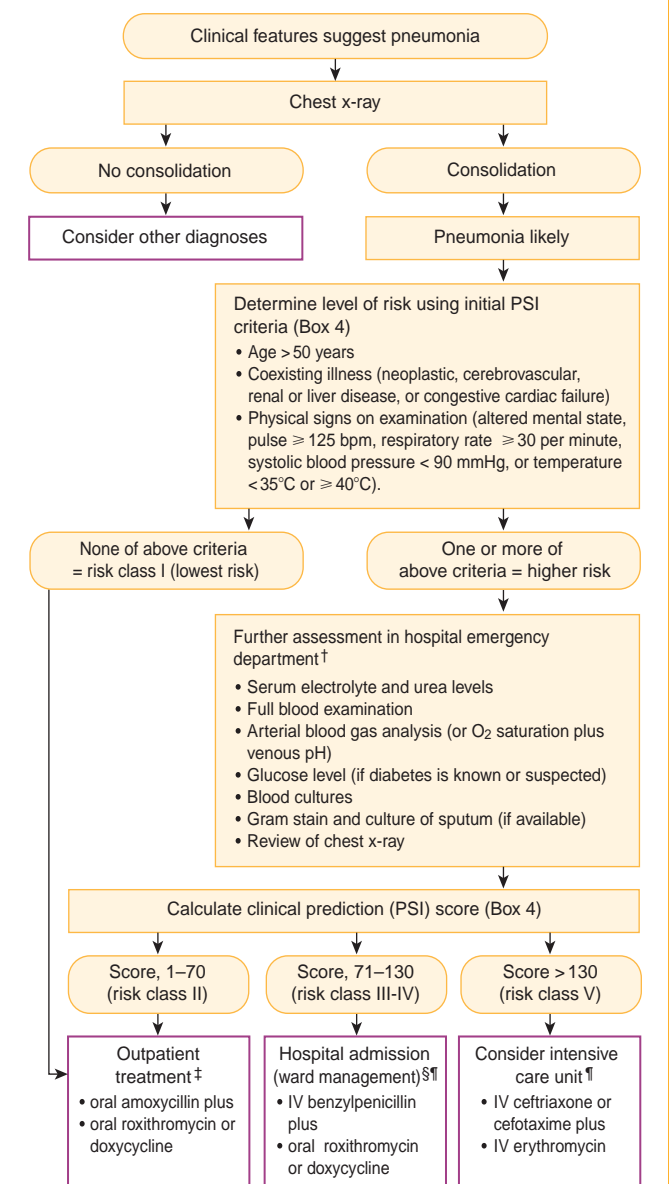 Clinical features suggest pneumonia
Chest x-ray
No consolidation
Consolidation
Consider other diagnoses
Pneumonia likely
Determine level of risk using initial PSI
criteria (Box 4)
• Age > 50 years
• Coexisting illness (neoplastic, cerebrovascular,
renal or liver disease, or congestive cardiac failure)
• Physical signs on examination (altered mental state,
pulse ⩾ 125 bpm, respiratory rate ⩾ 30 per minute,
systolic blood pressure < 90 mmHg, or temperature
< 35°C or ⩾ 40°C).
None of above criteria
= risk class I (lowest risk)
One or more of
above criteria = higher risk
Further assessment in hospital emergency
department†
• Serum electrolyte and urea levels
• Full blood examination
• Arterial blood gas analysis (or O₂ saturation plus
venous pH)
• Glucose level (if diabetes is known or suspected)
• Blood cultures
• Gram stain and culture of sputum (if available)
• Review of chest x-ray
Calculate clinical prediction (PSI) score (Box 4)
Score, 1–70
(risk class II)
Score, 71–130
(risk class III-IV)
Score > 130
(risk class V)
Outpatient
treatment‡
• oral amoxycillin plus
• oral roxithromycin or
doxycycline
Hospital admission
(ward management)§¶
• IV benzylpenicillin
plus
• oral roxithromycin
or doxycycline
Consider intensive
care unit¶
• IV ceftriaxone or
cefotaxime plus
• IV erythromycin